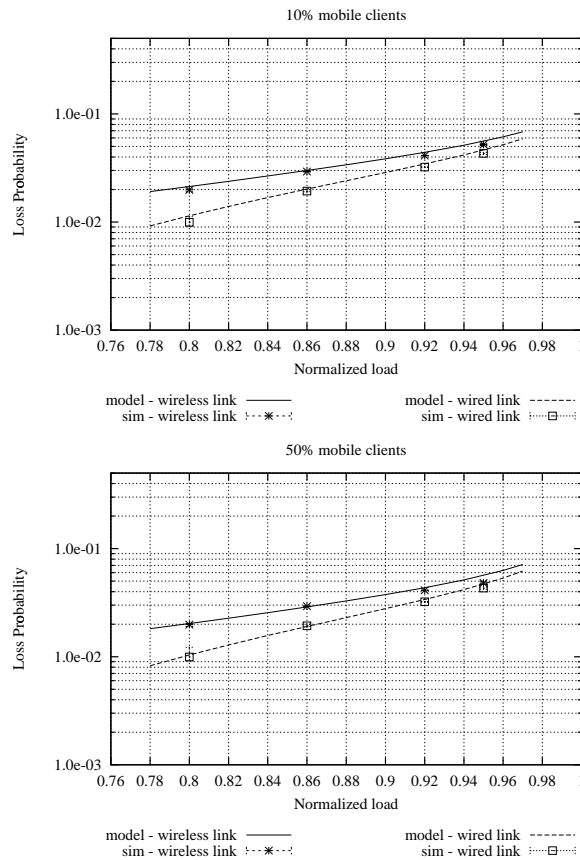 10% mobile clients
1.0e-01
1.0e-02
1.0e-03
Loss Probability
0.76 0.78 0.8 0.82 0.84 0.86 0.88 0.9 0.92 0.94 0.96 0.98 1
Normalized load
model - wireless link model - wired link
sim - wireless link sim - wired link
50% mobile clients
1.0e-01
1.0e-02
1.0e-03
Loss Probability
0.76 0.78 0.8 0.82 0.84 0.86 0.88 0.9 0.92 0.94 0.96 0.98
Normalized load
model - wireless link model - wired link
sim - wireless link sim - wired link